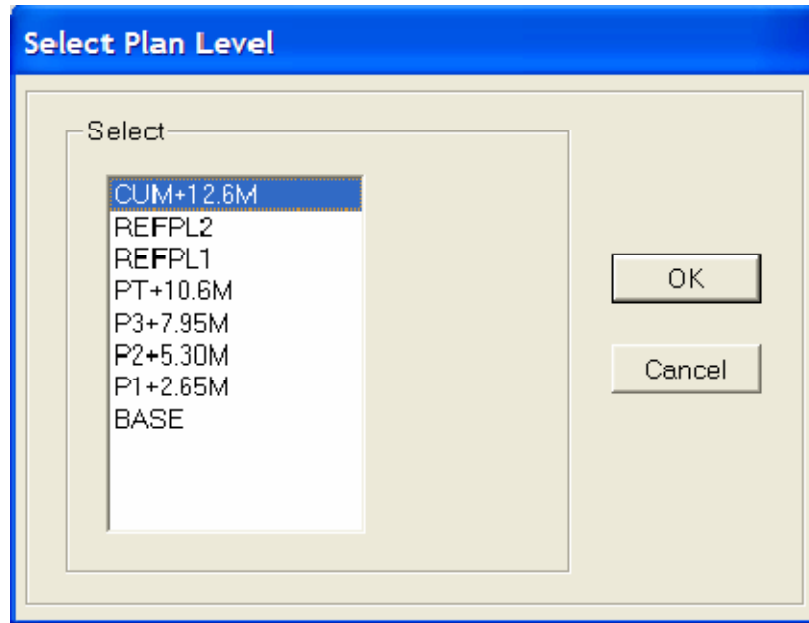 Select Plan Level
Select
CUM+12.6M
REFPL2
REFPL1
PT+10.6M
P3+7.95M
P2+5.30M
P1+2.65M
BASE
OK
Cancel